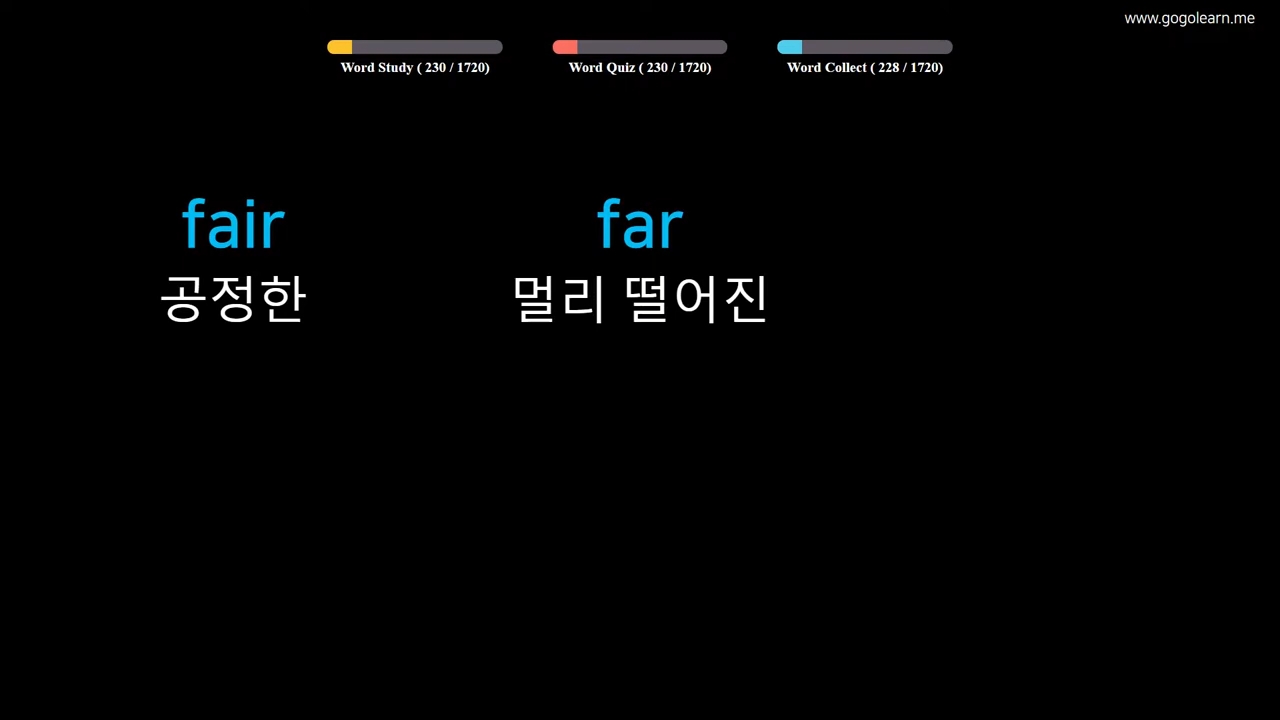 www.gogolearn.me
Word Study ( 230 / 1720)
Word Quiz ( 230 / 1720)
Word Collect ( 228 / 1720)
fair
공정한
far
멀리 떨어진